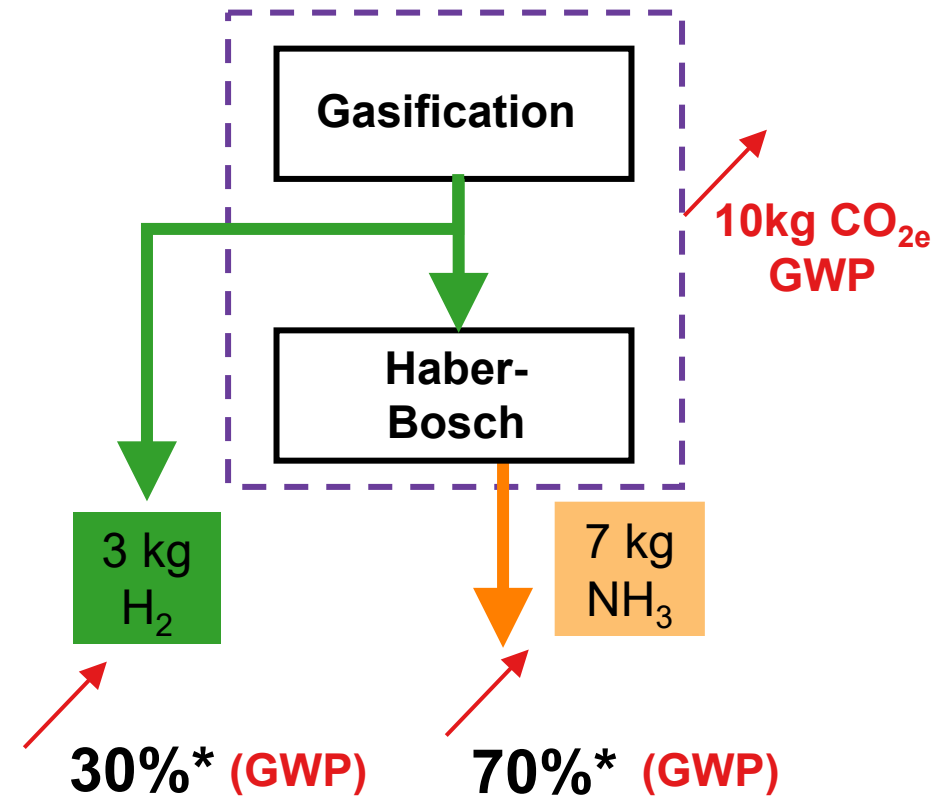 Gasification
10kg CO₂e
GWP
Haber-
Bosch
3 kg
H₂
7 kg
NH₃
30%* (GWP)
70%* (GWP)